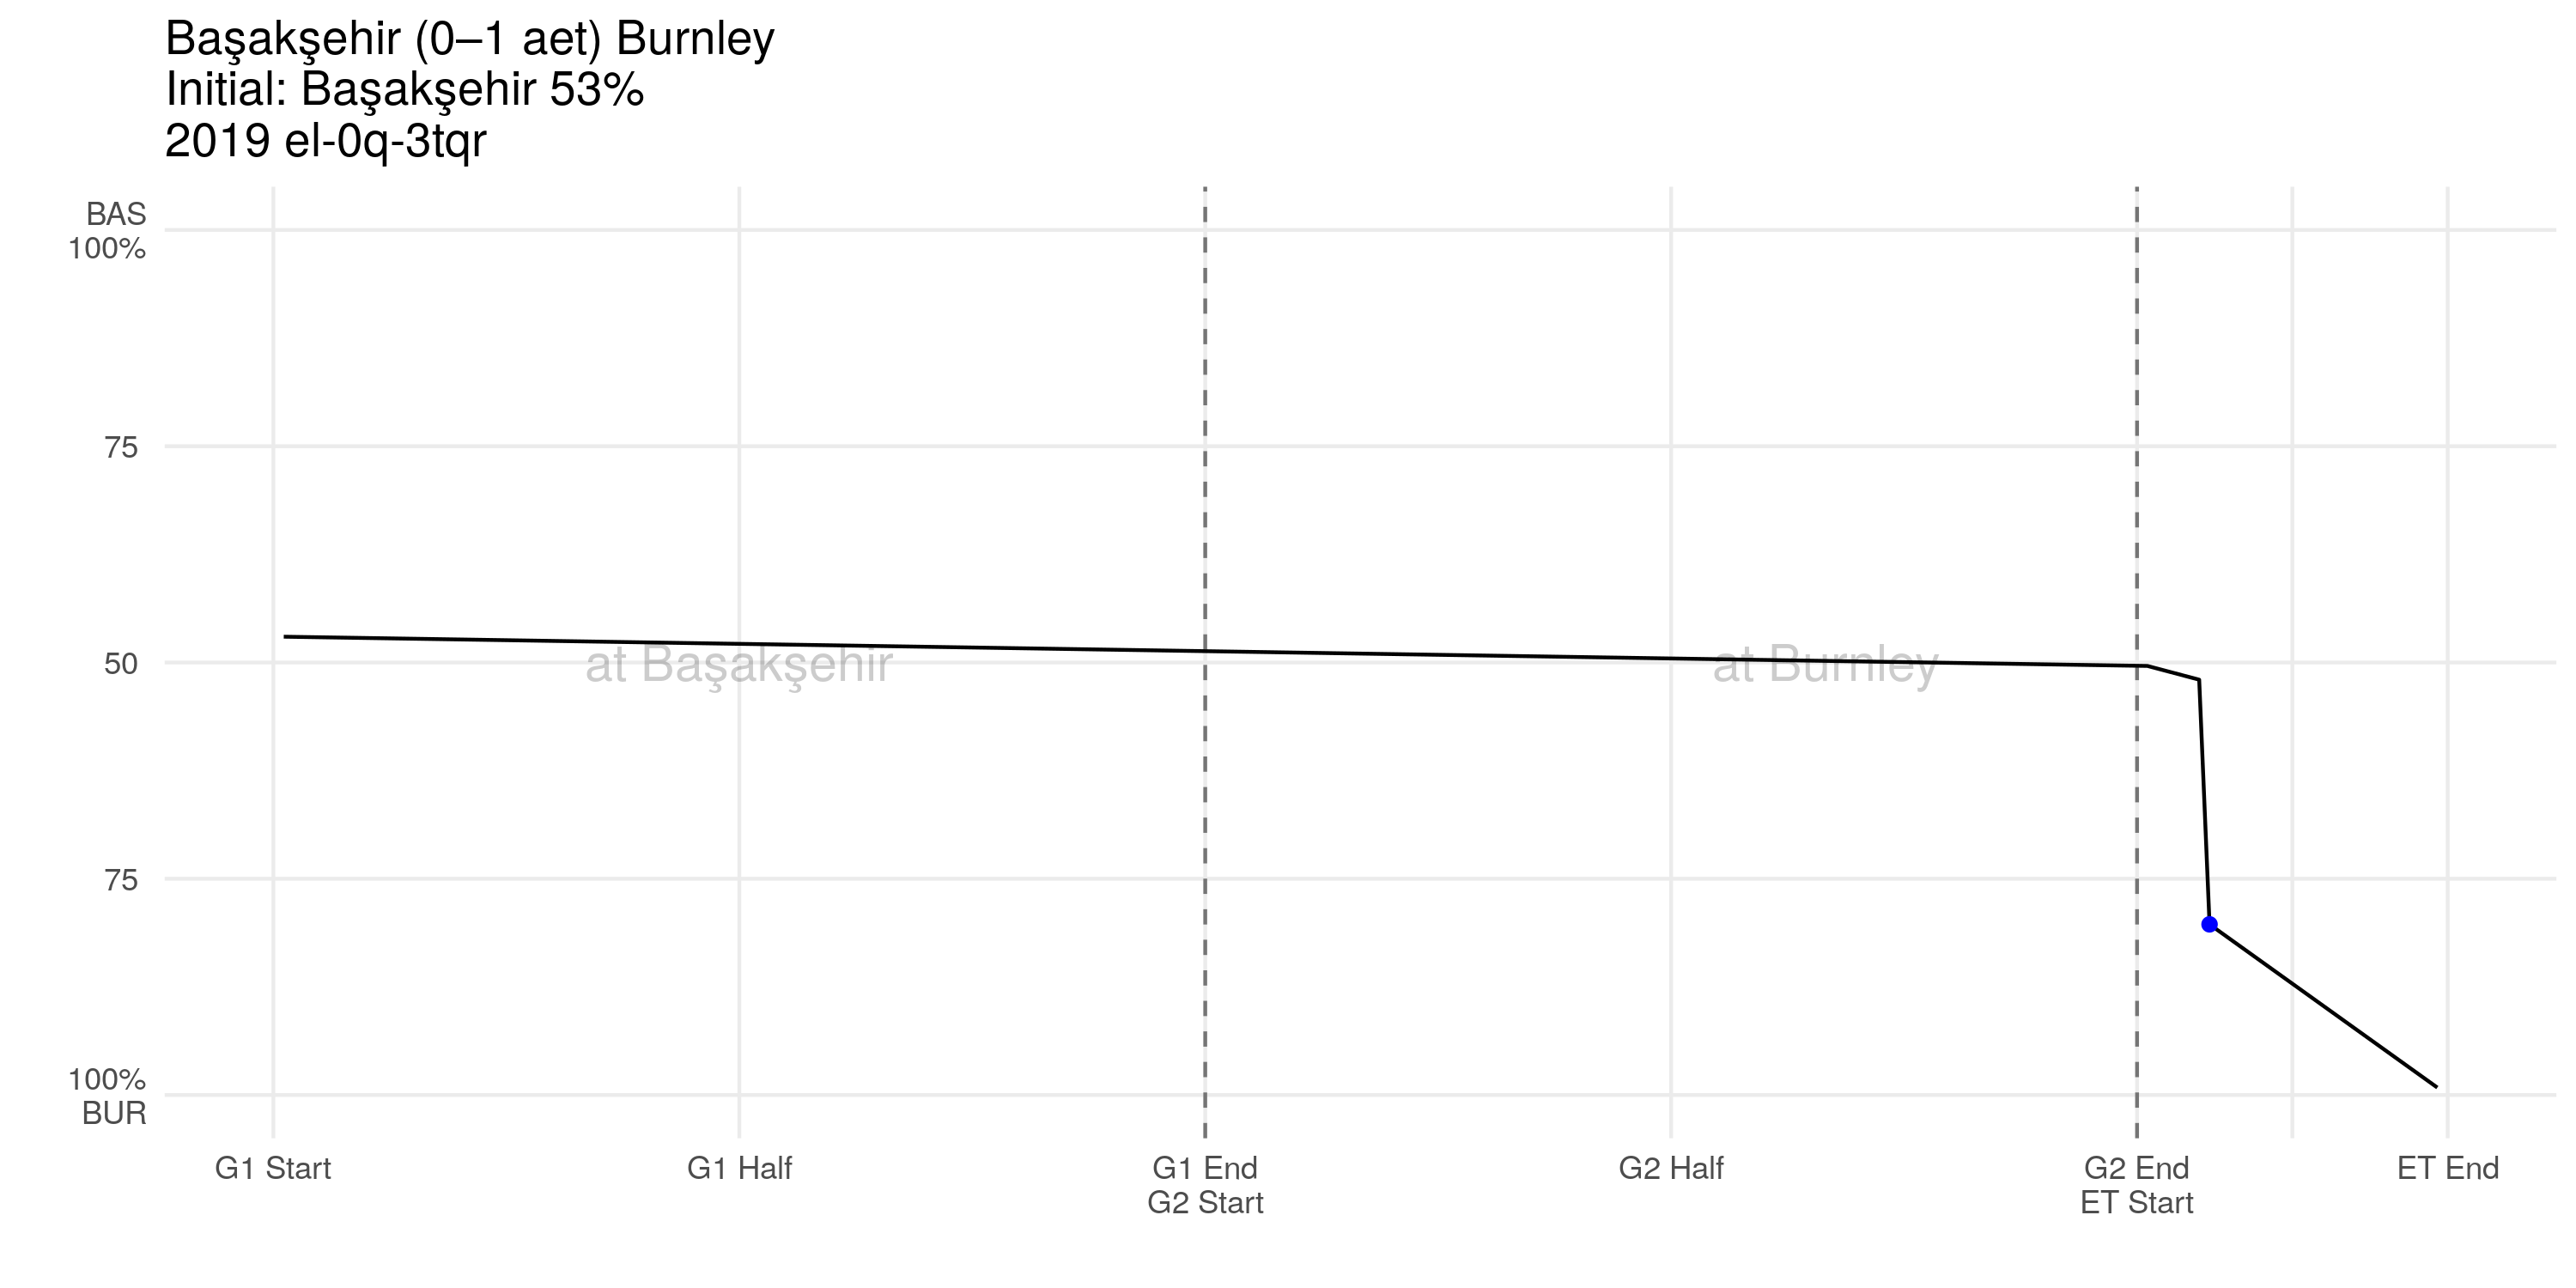 Başakşehir (0–1 aet) Burnley
Initial: Başakşehir 53%
2019 el-0q-3tqr
BAS
100%
75
50
75
100%
BUR
at Başakşehir
at Burnley
G1 Start
G1 Half
G1 End
G2 Start
G2 Half
G2 End
ET Start
ET End